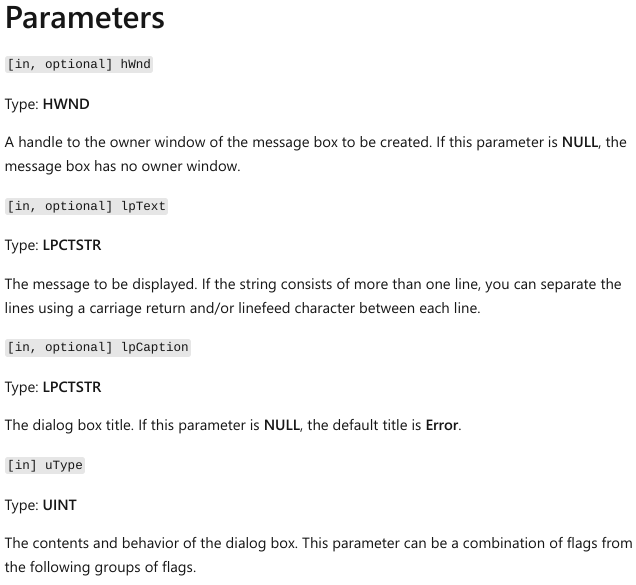 Parameters
[in, optional] hWnd
Type: HWND
A handle to the owner window of the message box to be created. If this parameter is NULL, the
message box has no owner window.
[in, optional] lpText
Type: LPCTSTR
The message to be displayed. If the string consists of more than one line, you can separate the
lines using a carriage return and/or linefeed character between each line.
[in, optional] lpCaption
Type: LPCTSTR
The dialog box title. If this parameter is NULL, the default title is Error.
[in] uType
Type: UINT
The contents and behavior of the dialog box. This parameter can be a combination of flags from
the following groups of flags.